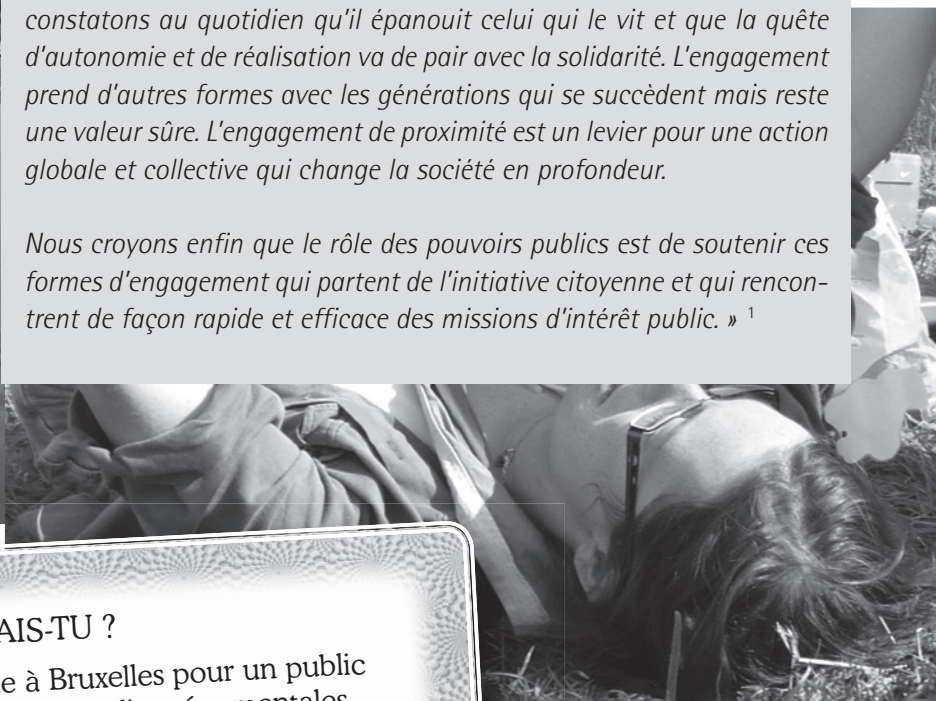 constatons au quotidien qu'il épanouit celui qui le vit et que la quête
d'autonomie et de réalisation va de pair avec la solidarité. L'engagement
prend d'autres formes avec les générations qui se succèdent mais reste
une valeur sûre. L'engagement de proximité est un levier pour une action
globale et collective qui change la société en profondeur.
Nous croyons enfin que le rôle des pouvoirs publics est de soutenir ces
formes d'engagement qui partent de l'initiative citoyenne et qui rencon-
trent de façon rapide et efficace des missions d'intérêt public. » 1
AIS-TU ?
e à Bruxelles pour un public